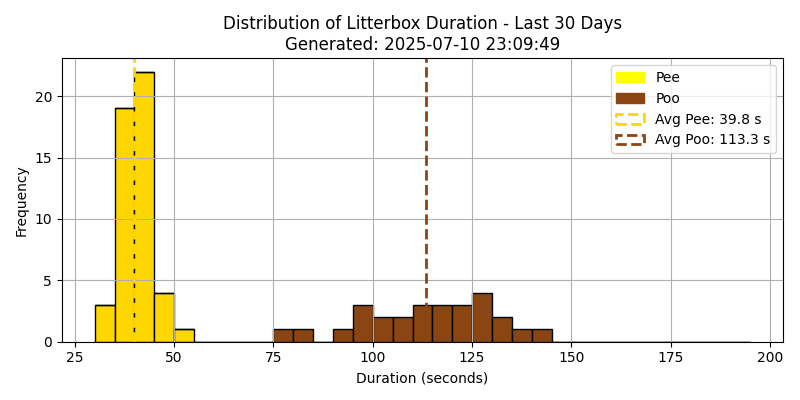 Distribution of Litterbox Duration - Last 30 Days
Generated: 2025-07-10 23:09:49
Pee
Poo
Avg Pee: 39.8 s
Avg Poo: 113.3 s
Frequency
20
15
10
5
0
25 50 75 100 125 150 175 200
Duration (seconds)